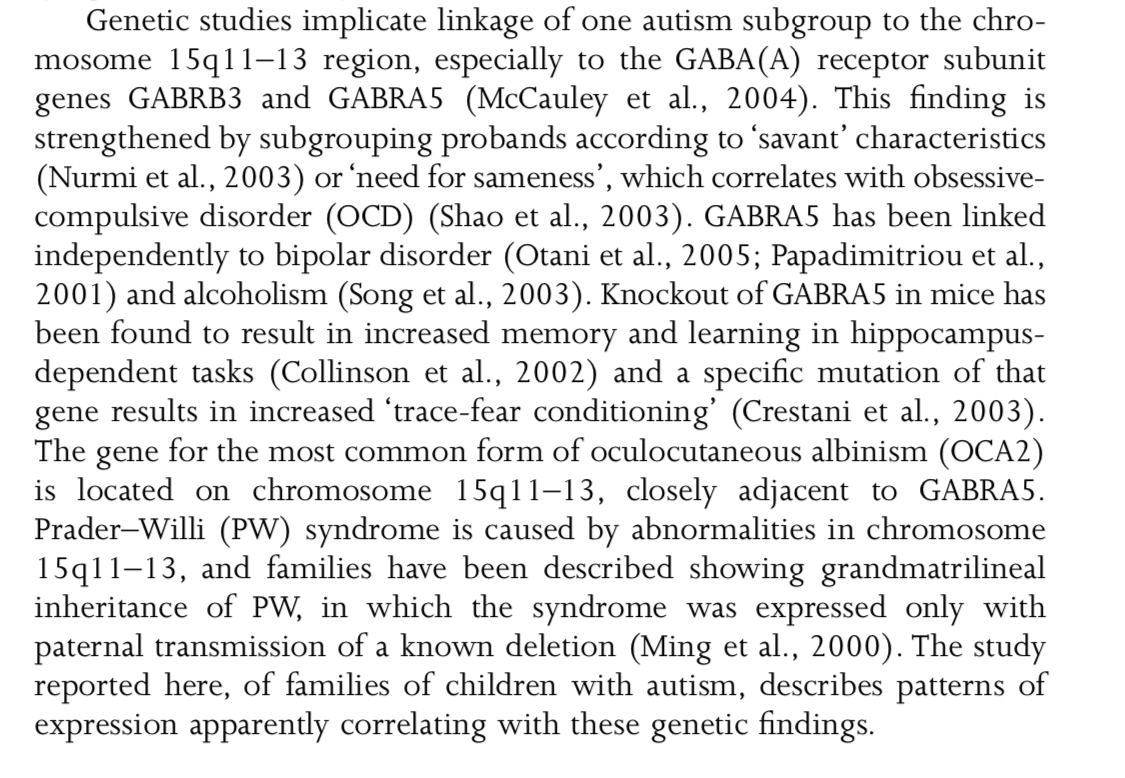 Genetic studies implicate linkage of one autism subgroup to the chro-
mosome 15q11–13 region, especially to the GABA(A) receptor subunit
genes GABRB3 and GABRA5 (McCauley et al., 2004). This finding is
strengthened by subgrouping probands according to ‘savant’ characteristics
(Nurmi et al., 2003) or ‘need for sameness’, which correlates with obsessive-
compulsive disorder (OCD) (Shao et al., 2003). GABRA5 has been linked
independently to bipolar disorder (Otani et al., 2005; Papadimitriou et al.,
2001) and alcoholism (Song et al., 2003). Knockout of GABRA5 in mice has
been found to result in increased memory and learning in hippocampus-
dependent tasks (Collinson et al., 2002) and a specific mutation of that
gene results in increased ‘trace-fear conditioning’ (Crestani et al., 2003).
The gene for the most common form of oculocutaneous albinism (OCA2)
is located on chromosome 15q11–13, closely adjacent to GABRA5.
Prader–Willi (PW) syndrome is caused by abnormalities in chromosome
15q11–13, and families have been described showing grandmatrilineal
inheritance of PW, in which the syndrome was expressed only with
paternal transmission of a known deletion (Ming et al., 2000). The study
reported here, of families of children with autism, describes patterns of
expression apparently correlating with these genetic findings.